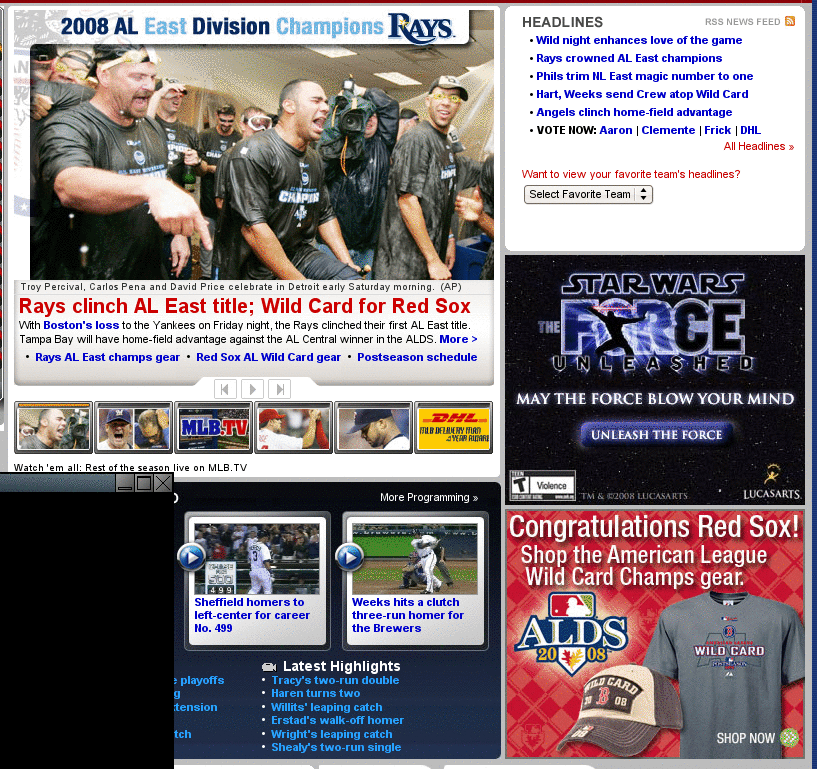 2008 AL East Division Champions RAYS
Troy Percival, Carlos Pena and David Price celebrate in Detroit early Saturday morning. (AP)
Rays clinch AL East title; Wild Card for Red Sox
With Boston's loss to the Yankees on Friday night, the Rays clinched their first AL East title.
Tampa Bay will have home-field advantage against the AL Central winner in the ALDS. More >
• Rays AL East champs gear • Red Sox AL Wild Card gear • Postseason schedule
MLB.TV
DHL
MLB DELIVERY MAN
Watch 'em all: Rest of the season live on MLB.TV
More Programming »
Sheffield homers to
left-center for career
No. 499
Weeks hits a clutch
three-run homer for
the Brewers
Latest Highlights
e playoffs
• Tracy's two-run double
g
• Haren turns two
xtension
• Willits' leaping catch
• Erstad's walk-off homer
tch
• Wright's leaping catch
• Shealy's two-run single
HEADLINES
RSS NEWS FEED
• Wild night enhances love of the game
• Rays crowned AL East champions
• Phils trim NL East magic number to one
• Hart, Weeks send Crew atop Wild Card
• Angels clinch home-field advantage
• VOTE NOW: Aaron | Clemente | Frick | DHL
All Headlines »
Want to view your favorite team's headlines?
Select Favorite Team
STAR WARS
THE FORCE
UNLEASHED
MAY THE FORCE BLOW YOUR MIND
UNLEASH THE FORCE
TEEN
T
Violence
TM & ©2008 LUCASARTS
LUCASARTS.
Congratulations Red Sox!
Shop the American League
Wild Card Champs gear.
ALDS
2008
WILD CARD
20 B 08
WILD CARD
POSTSEASON
SHOP NOW